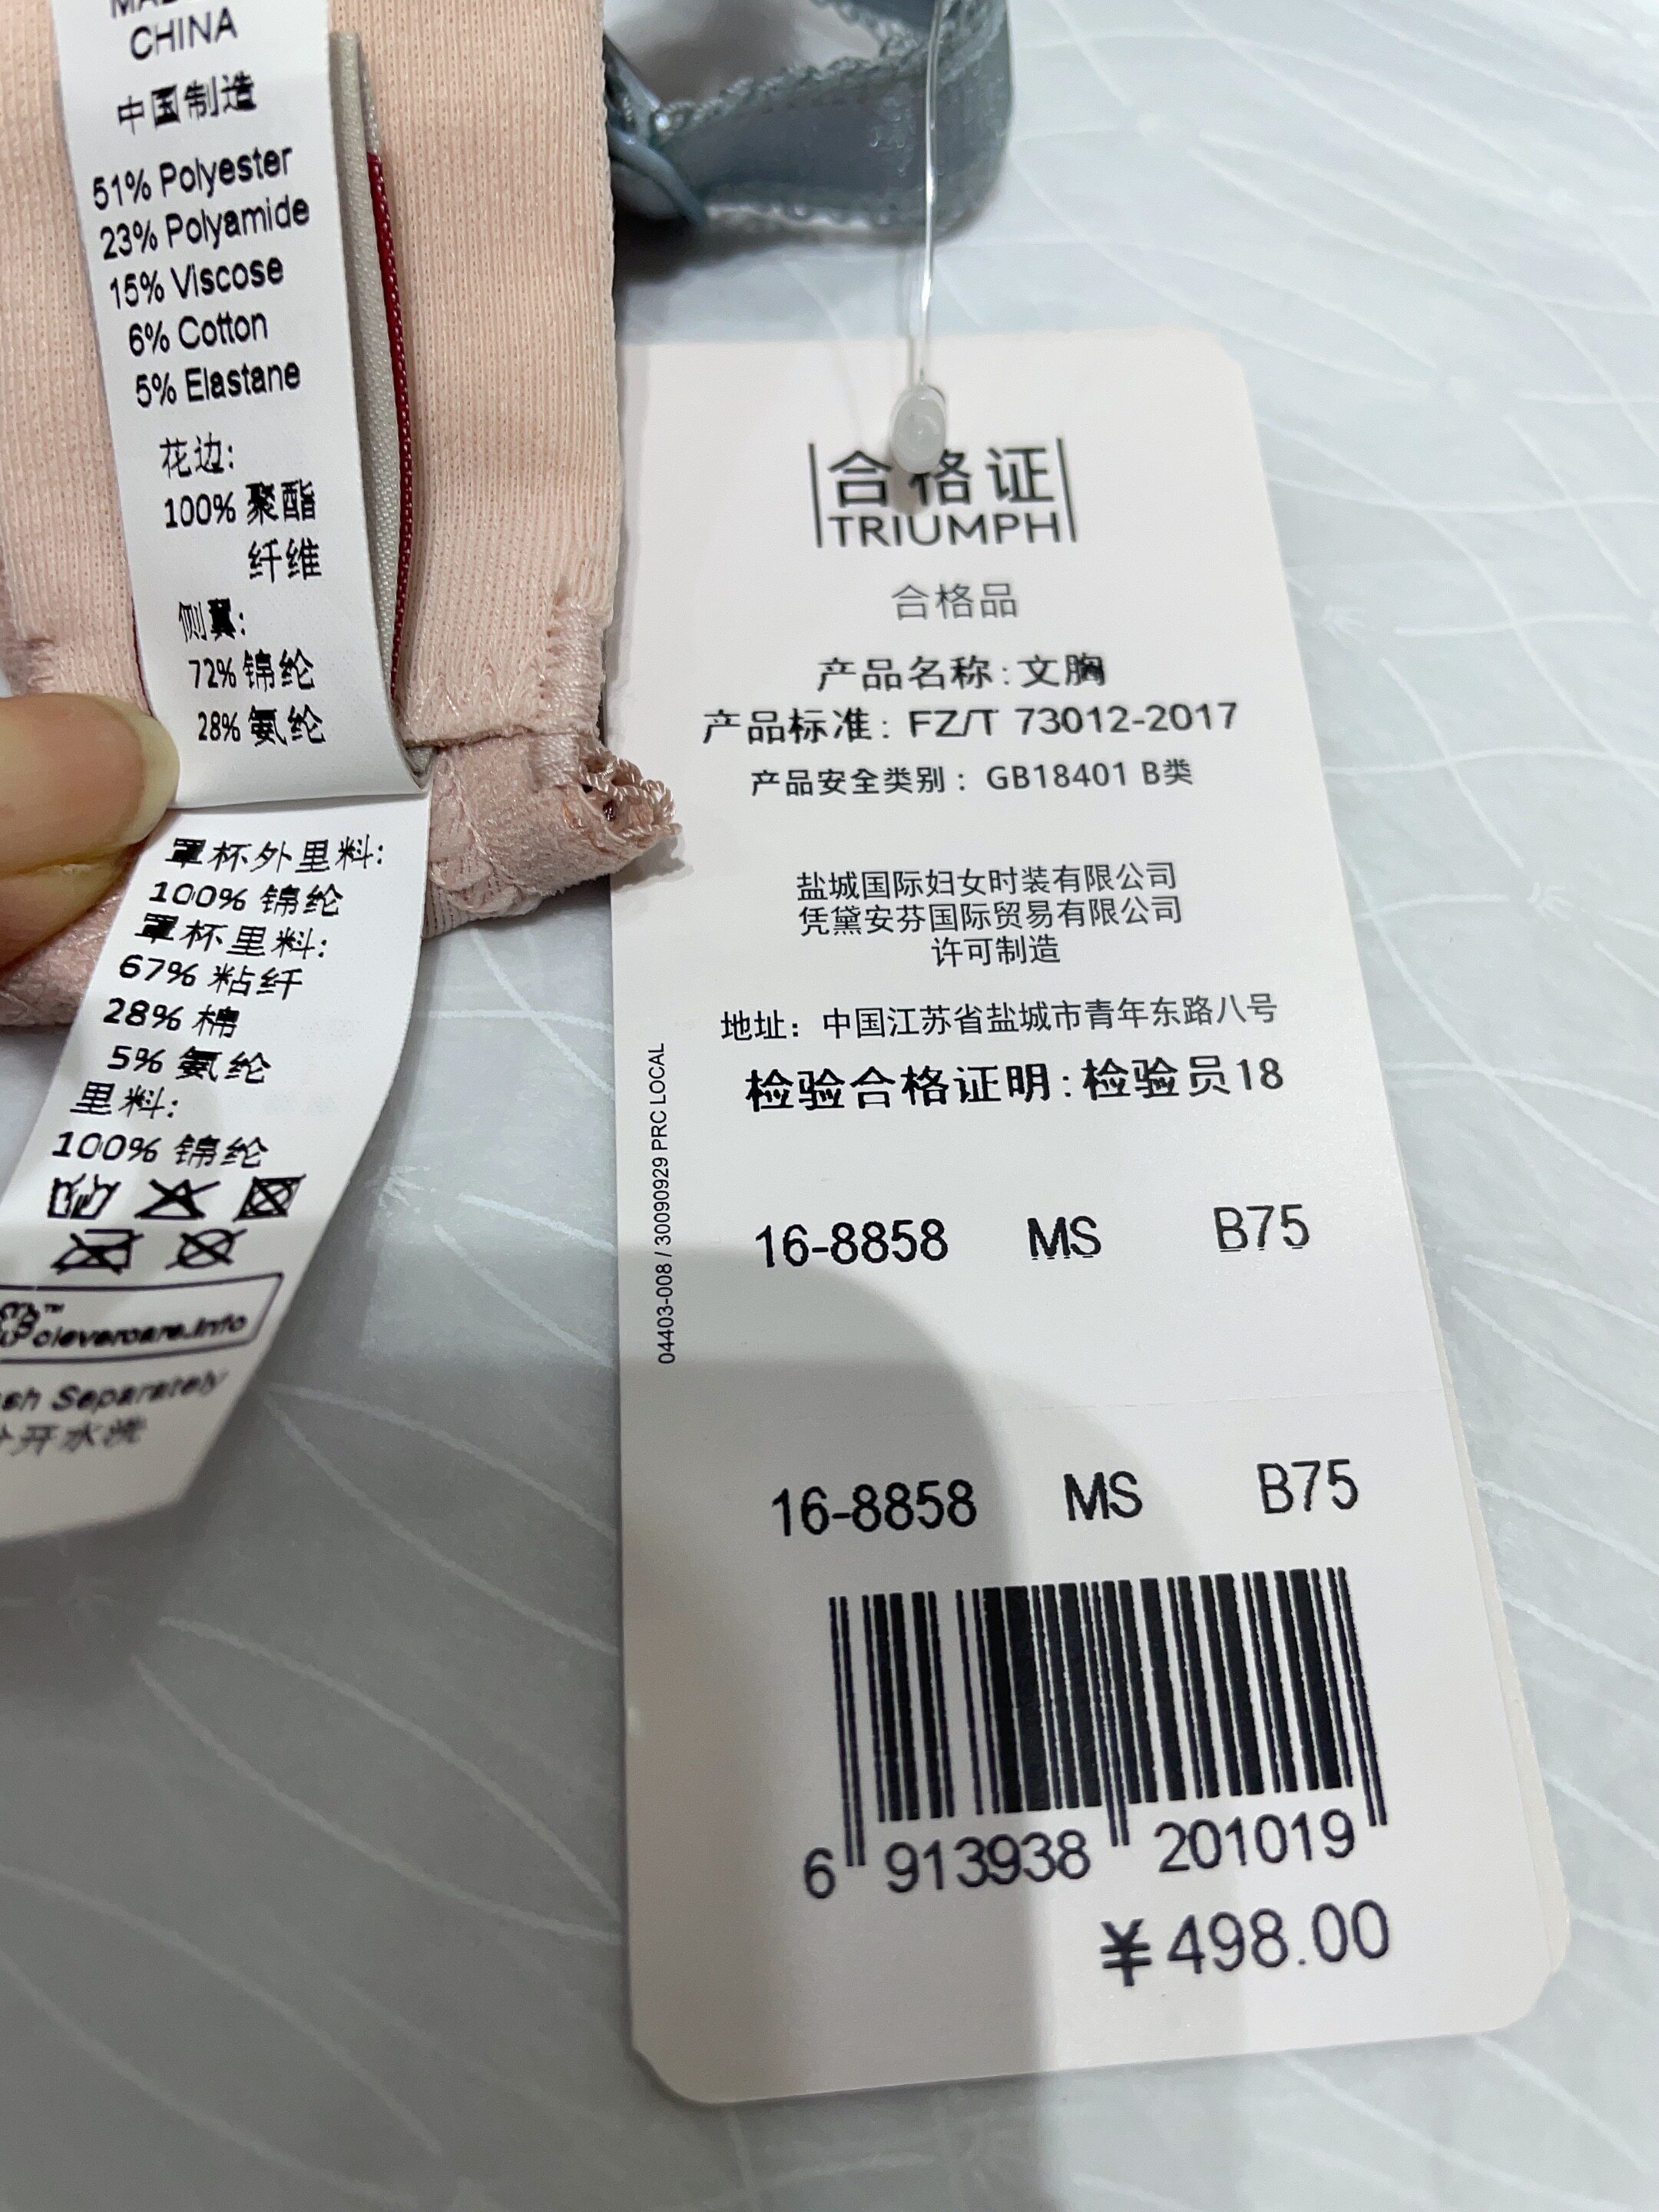 CHINA
中国制造
51% Polyester
23% Polyamide
15% Viscose
6% Cotton
5% Elastane
花边:
100% 聚酯
纤维
侧翼:
72% 锦纶
28% 氨纶
罩杯外里料:
100% 锦纶
罩杯里料:
67% 粘纤
28% 棉
5% 氨纶
里料:
100% 锦纶
clevercare.info
Separately
开水洗
合格证
TRIUMPH
合格品
产品名称:文胸
产品标准: FZ/T 73012-2017
产品安全类别: GB18401 B类
盐城国际妇女时装有限公司
凭黛安芬国际贸易有限公司
许可制造
地址: 中国江苏省盐城市青年东路八号
检验合格证明:检验员18
04403-008 / 30090929 PRC LOCAL
16-8858 MS B75
16-8858 MS B75
6 913938 201019
¥498.00